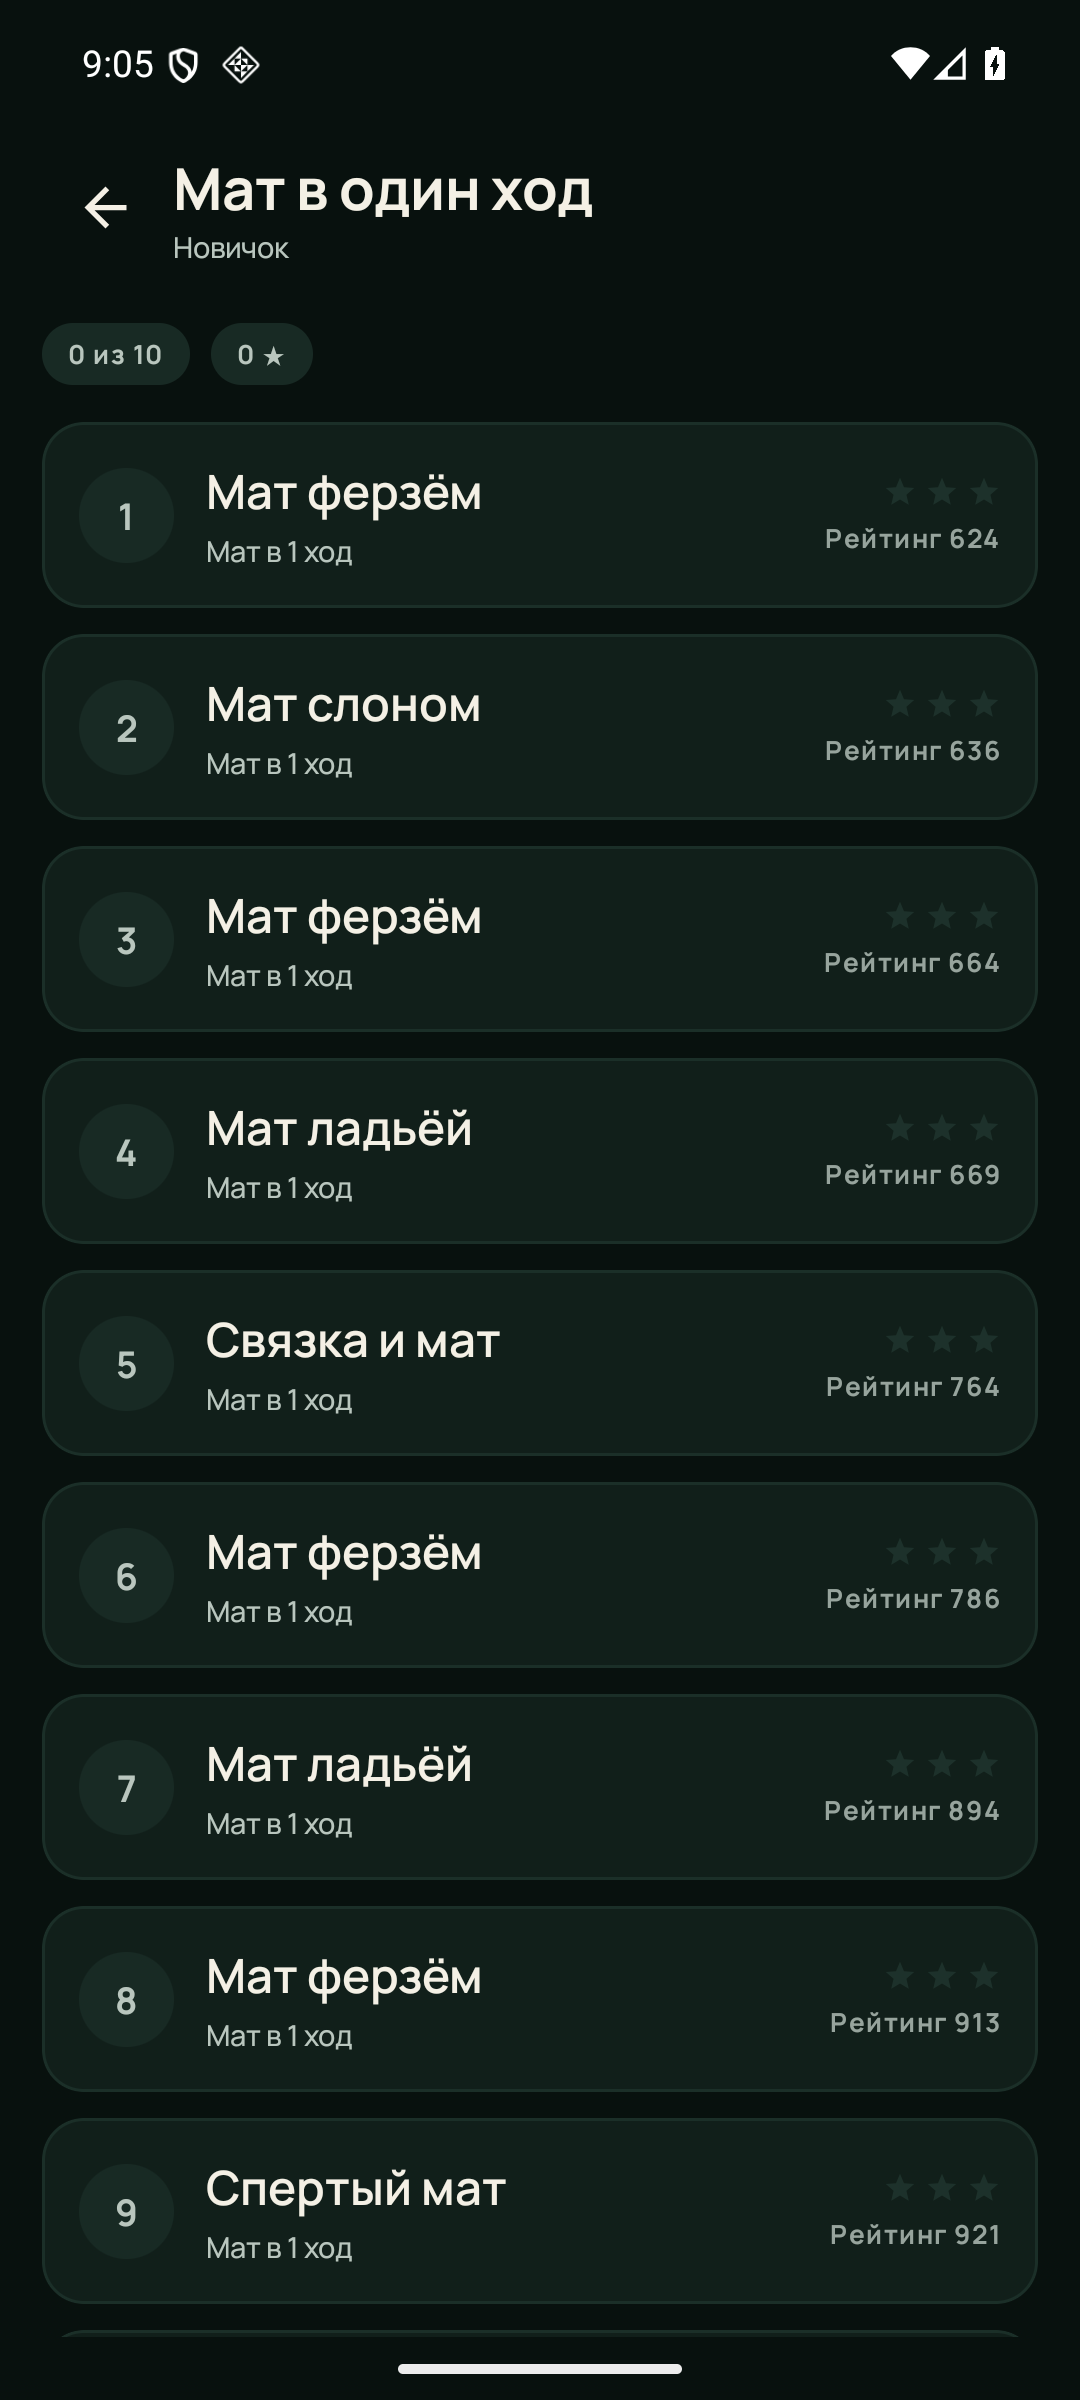 9:05
Мат в один ход
Новичок
0 из 10
0 ★
1
Мат ферзём
Мат в 1 ход
Рейтинг 624
2
Мат слоном
Мат в 1 ход
Рейтинг 636
3
Мат ферзём
Мат в 1 ход
Рейтинг 664
4
Мат ладьёй
Мат в 1 ход
Рейтинг 669
5
Связка и мат
Мат в 1 ход
Рейтинг 764
6
Мат ферзём
Мат в 1 ход
Рейтинг 786
7
Мат ладьёй
Мат в 1 ход
Рейтинг 894
8
Мат ферзём
Мат в 1 ход
Рейтинг 913
9
Спертый мат
Мат в 1 ход
Рейтинг 921